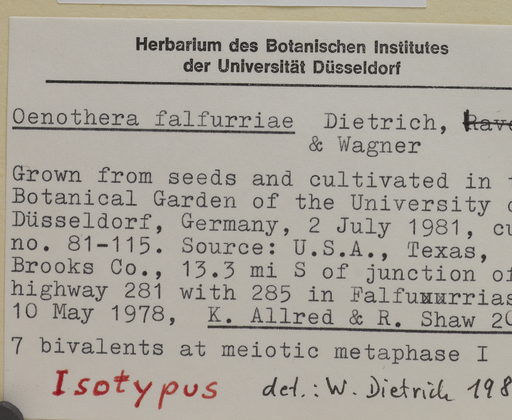 Herbarium des Botanischen Institutes
der Universität Düsseldorf
Oenothera falfurriae Dietrich,
& Wagner
Grown from seeds and cultivated in
Botanical Garden of the University
Düsseldorf, Germany, 2 July 1981,
no. 81-115. Source: U.S.A., Texas,
Brooks Co., 13.3 mi S of junction of
highway 281 with 285 in Falfurrias
10 May 1978, K. Allred & R. Shaw
7 bivalents at meiotic metaphase I
Isotypus det.: W. Dietrich